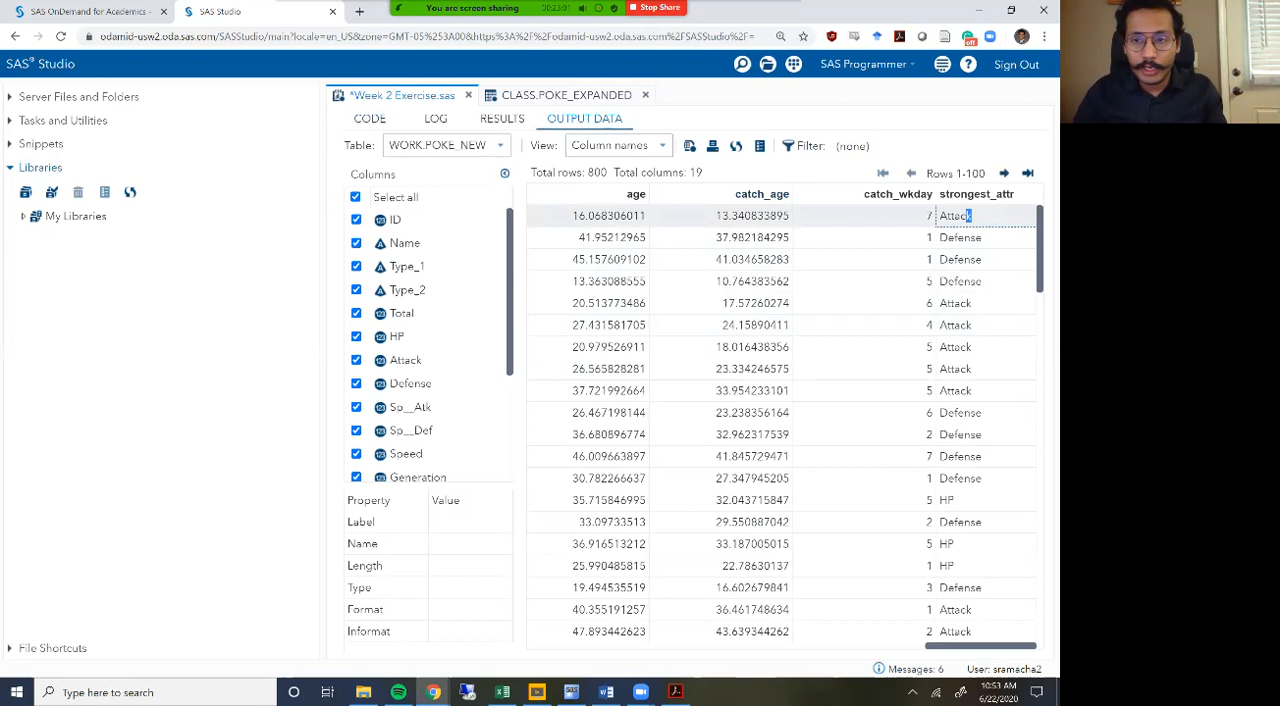 SAS OnDemand for Academics -
SAS Studio
You are screen sharing
00:23:01
Stop Share
odamid-usw2.oda.sas.com/SASStudio/main?locale=en_US&zone=GMT-05%253A00&https%3A%2F%2Fodamid-usw2.oda.sas.com%2FSASStudio%2F=
off
SAS® Studio
SAS Programmer
Sign Out
Server Files and Folders
Tasks and Utilities
Snippets
Libraries
My Libraries
File Shortcuts
*Week 2 Exercise.sas
CLASS.POKE_EXPANDED
CODE LOG RESULTS OUTPUT DATA
Table: WORK.POKE_NEW View: Column names Filter: (none)
Columns
Total rows: 800 Total columns: 19
Rows 1-100
Select all
ID
Name
Type_1
Type_2
Total
HP
Attack
Defense
Sp__Atk
Sp__Def
Speed
Generation
Property Value
Label
Name
Length
Type
Format
Informat
age catch_age catch_wkday strongest_attr
16.068306011 13.340833895 7 Attack
41.95212965 37.982184295 1 Defense
45.157609102 41.034658283 1 Defense
13.363088555 10.764383562 5 Defense
20.513773486 17.57260274 6 Attack
27.431581705 24.15890411 4 Attack
20.979526911 18.016438356 5 Attack
26.565828281 23.334246575 5 Attack
37.721992664 33.954233101 5 Attack
26.467198144 23.238356164 6 Defense
36.680896774 32.962317539 2 Defense
46.009663897 41.845729471 7 Defense
30.782266637 27.347945205 1 Defense
35.715846995 32.043715847 5 HP
33.09733513 29.550887042 2 Defense
36.916513212 33.187005015 5 HP
25.990485815 22.78630137 1 HP
19.494535519 16.602679841 3 Defense
40.355191257 36.461748634 1 Attack
47.893442623 43.639344262 2 Attack
Messages: 6 User: sramacha2
Type here to search
10:53 AM
6/22/2020